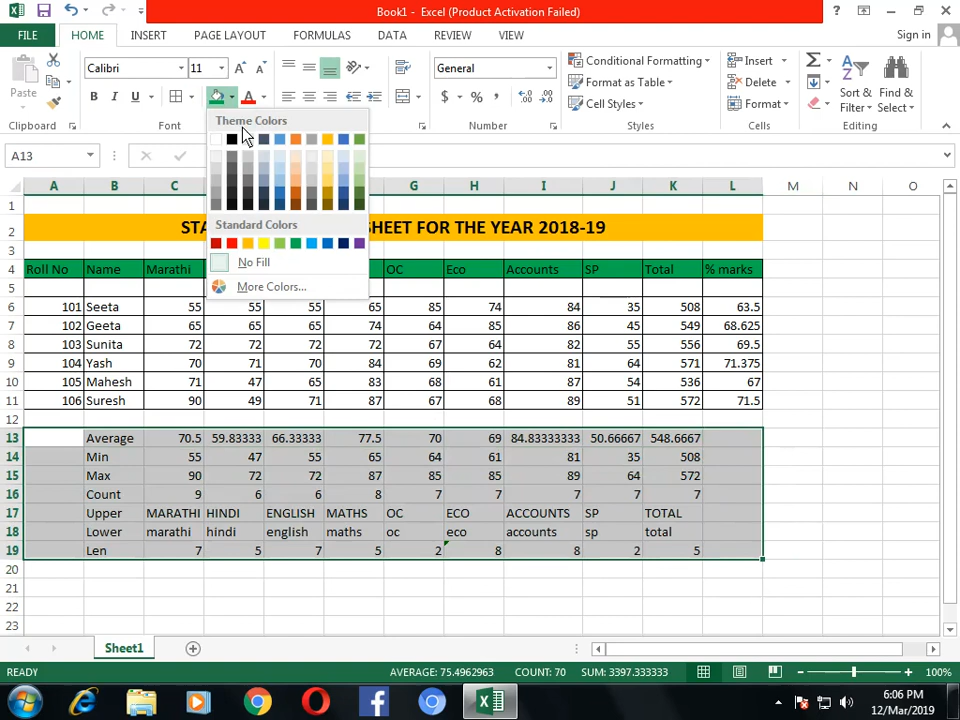 Book1 - Excel (Product Activation Failed)
FILE HOME INSERT PAGE LAYOUT FORMULAS DATA REVIEW VIEW Sign in
Calibri 11 General Conditional Formatting Insert
Paste B I U $ % , Format as Table Delete Sort & Filter Find & Select
Cell Styles Format
Clipboard Font Number Styles Cells Editing
A13
Theme Colors
Standard Colors
No Fill
More Colors...
A B C G H I J K L M N O
1
2 STA SHEET FOR THE YEAR 2018-19
3
4 Roll No Name Marathi OC Eco Accounts SP Total % marks
5
6 101 Seeta 55 55 55 65 85 74 84 35 508 63.5
7 102 Geeta 65 65 65 74 64 85 86 45 549 68.625
8 103 Sunita 72 72 72 72 67 64 82 55 556 69.5
9 104 Yash 70 71 70 84 69 62 81 64 571 71.375
10 105 Mahesh 71 47 65 83 68 61 87 54 536 67
11 106 Suresh 90 49 71 87 67 68 89 51 572 71.5
12
13 Average 70.5 59.83333 66.33333 77.5 70 69 84.83333333 50.66667 548.6667
14 Min 55 47 55 65 64 61 81 35 508
15 Max 90 72 72 87 85 85 89 64 572
16 Count 9 6 6 8 7 7 7 7 7
17 Upper MARATHI HINDI ENGLISH MATHS OC ECO ACCOUNTS SP TOTAL
18 Lower marathi hindi english maths oc eco accounts sp total
19 Len 7 5 7 5 2 8 8 2 5
20
21
22
23
Sheet1
READY AVERAGE: 75.4962963 COUNT: 70 SUM: 3397.333333 100%
6:06 PM
12/Mar/2019